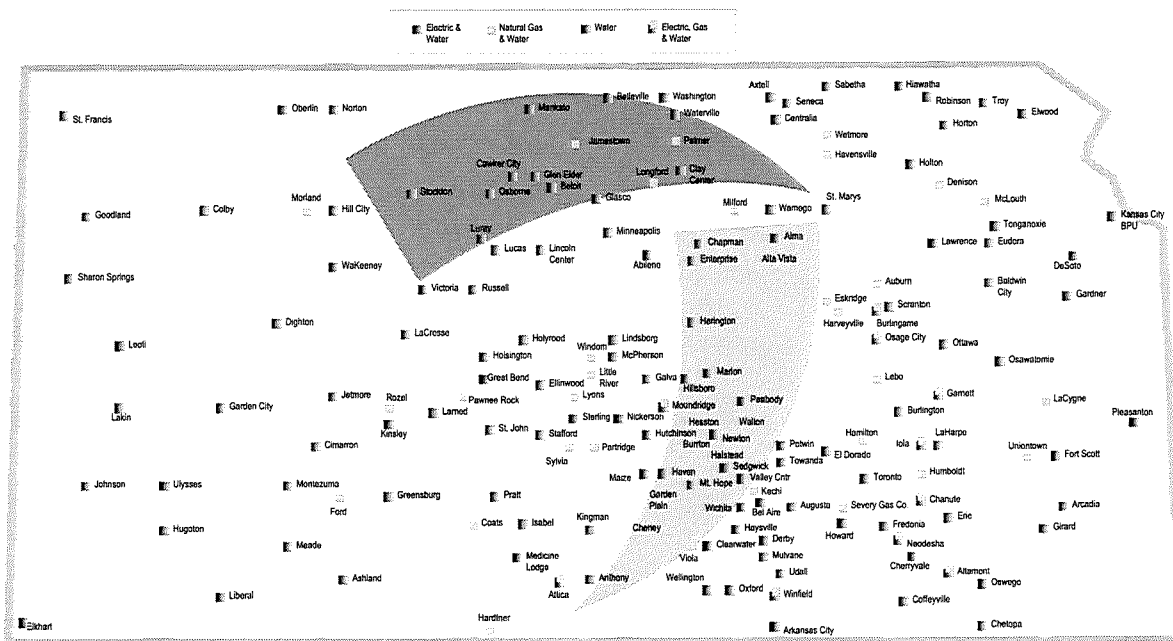 Electric &
Water
Natural Gas
& Water
Water
Electric, Gas
& Water
Axtell
Sabetha
Hiawatha
Belleville
Washington
Seneca
Robinson
Troy
Oberlin
Norton
Mankato
Waterville
Centralia
Elwood
St. Francis
Horton
Wetmore
Jamestown
Palmer
Havensville
Holton
Cawker City
Glen Elder
Longford
Clay
Center
Denison
Stockton
Osborne
Beloit
Morland
Glasco
St. Marys
McLouth
Goodland
Colby
Hill City
Milford
Wamego
Kansas City
BPU
Tonganoxie
Luray
Minneapolis
Lucas
Lincoln
Center
Chapman
Alma
Lawrence
Eudora
Abilene
Enterprise
Alta Vista
DeSoto
Sharon Springs
WaKeeney
Auburn
Baldwin
City
Victoria
Russell
Eskridge
Scranton
Gardner
Harveyville
Burlingame
Dighton
Herington
LaCrosse
Holyrood
Lindsborg
Osage City
Ottawa
Leoti
Windom
Hoisington
McPherson
Osawatomie
Great Bend
Little
River
Galva
Marion
Lebo
Ellinwood
Hillsboro
Jetmore
Rozel
Pawnee Rock
Lyons
Moundridge
Peabody
Garnett
LaCygne
Lakin
Garden City
Larned
Hesston
Walton
Burlington
Pleasanton
Kinsley
Sterling
Nickerson
St. John
Stafford
Hutchinson
Burrton
Newton
Hamilton
Iola
LaHarpe
Cimarron
Sylvia
Partridge
Halstead
Potwin
El Dorado
Uniontown
Fort Scott
Sedgwick
Towanda
Maize
Haven
Valley Cntr
Toronto
Humboldt
Johnson
Ulysses
Montezuma
Greensburg
Pratt
Mt. Hope
Kechi
Ford
Garden
Plain
Wichita
Bel Aire
Augusta
Severy Gas Co.
Chanute
Arcadia
Coats
Isabel
Kingman
Cheney
Haysville
Howard
Fredonia
Erie
Girard
Hugoton
Meade
Clearwater
Derby
Neodesha
Viola
Mulvane
Medicine
Lodge
Cherryvale
Ashland
Attica
Anthony
Wellington
Oxford
Udall
Altamont
Oswego
Liberal
Winfield
Coffeyville
Elkhart
Hardtner
Arkansas City
Chetopa